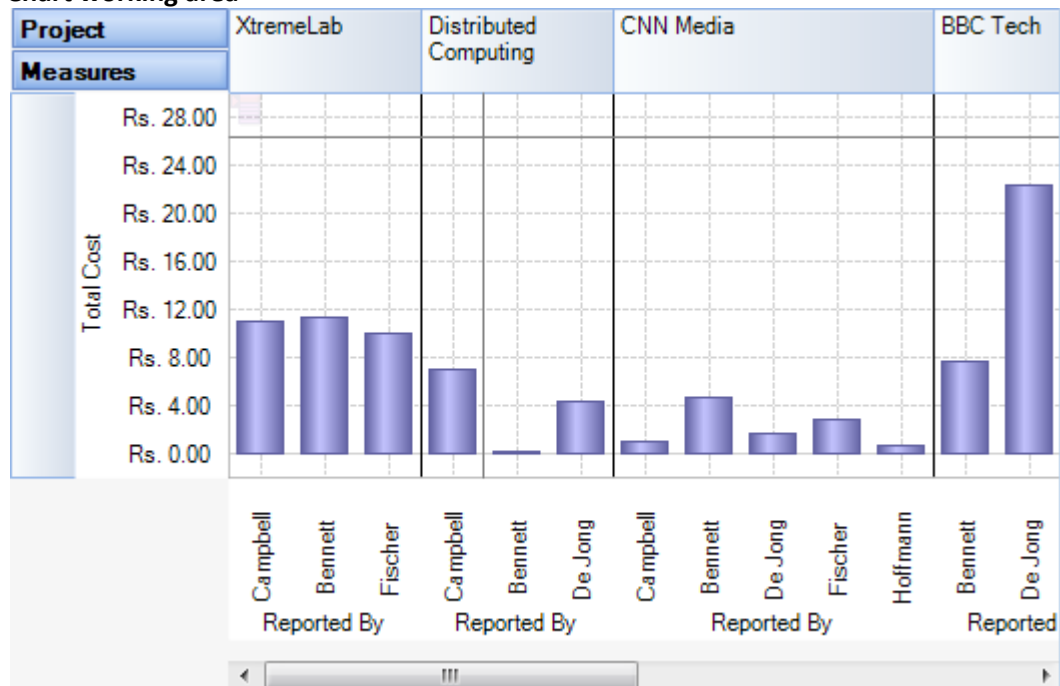 Chart working area
Project
XtremeLab
Distributed
Computing
CNN Media
BBC Tech
Measures
Total Cost
Rs. 28.00
Rs. 24.00
Rs. 20.00
Rs. 16.00
Rs. 12.00
Rs. 8.00
Rs. 4.00
Rs. 0.00
Campbell
Bennett
Fischer
Campbell
Bennett
De Jong
Campbell
Bennett
De Jong
Fischer
Hoffmann
Bennett
De Jong
Reported By
Reported By
Reported By
Reported